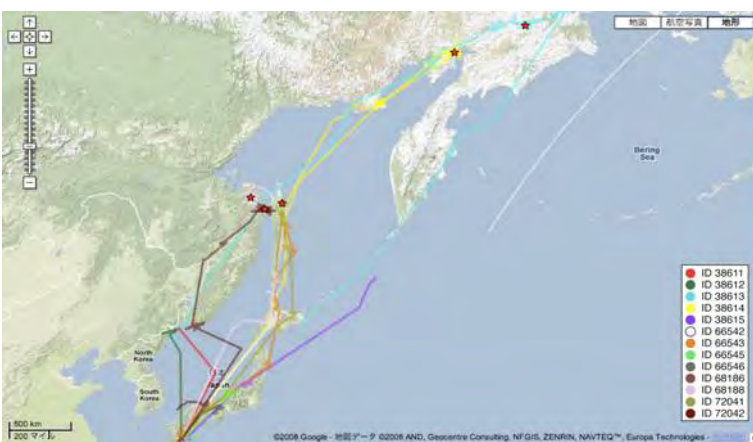 地図 航空写真 地形
Bering
Sea
North
Korea
South
Korea
ID 38611
ID 38612
ID 38613
ID 38614
ID 38615
ID 66542
ID 66543
ID 66545
ID 66546
ID 68186
ID 68188
ID 72041
ID 72042
500 km
200 マイル
©2008 Google - 地図データ ©2008 AND, Geocentre Consulting, NFGIS, ZENRIN, NAVTEQ™, Europa Technologies -